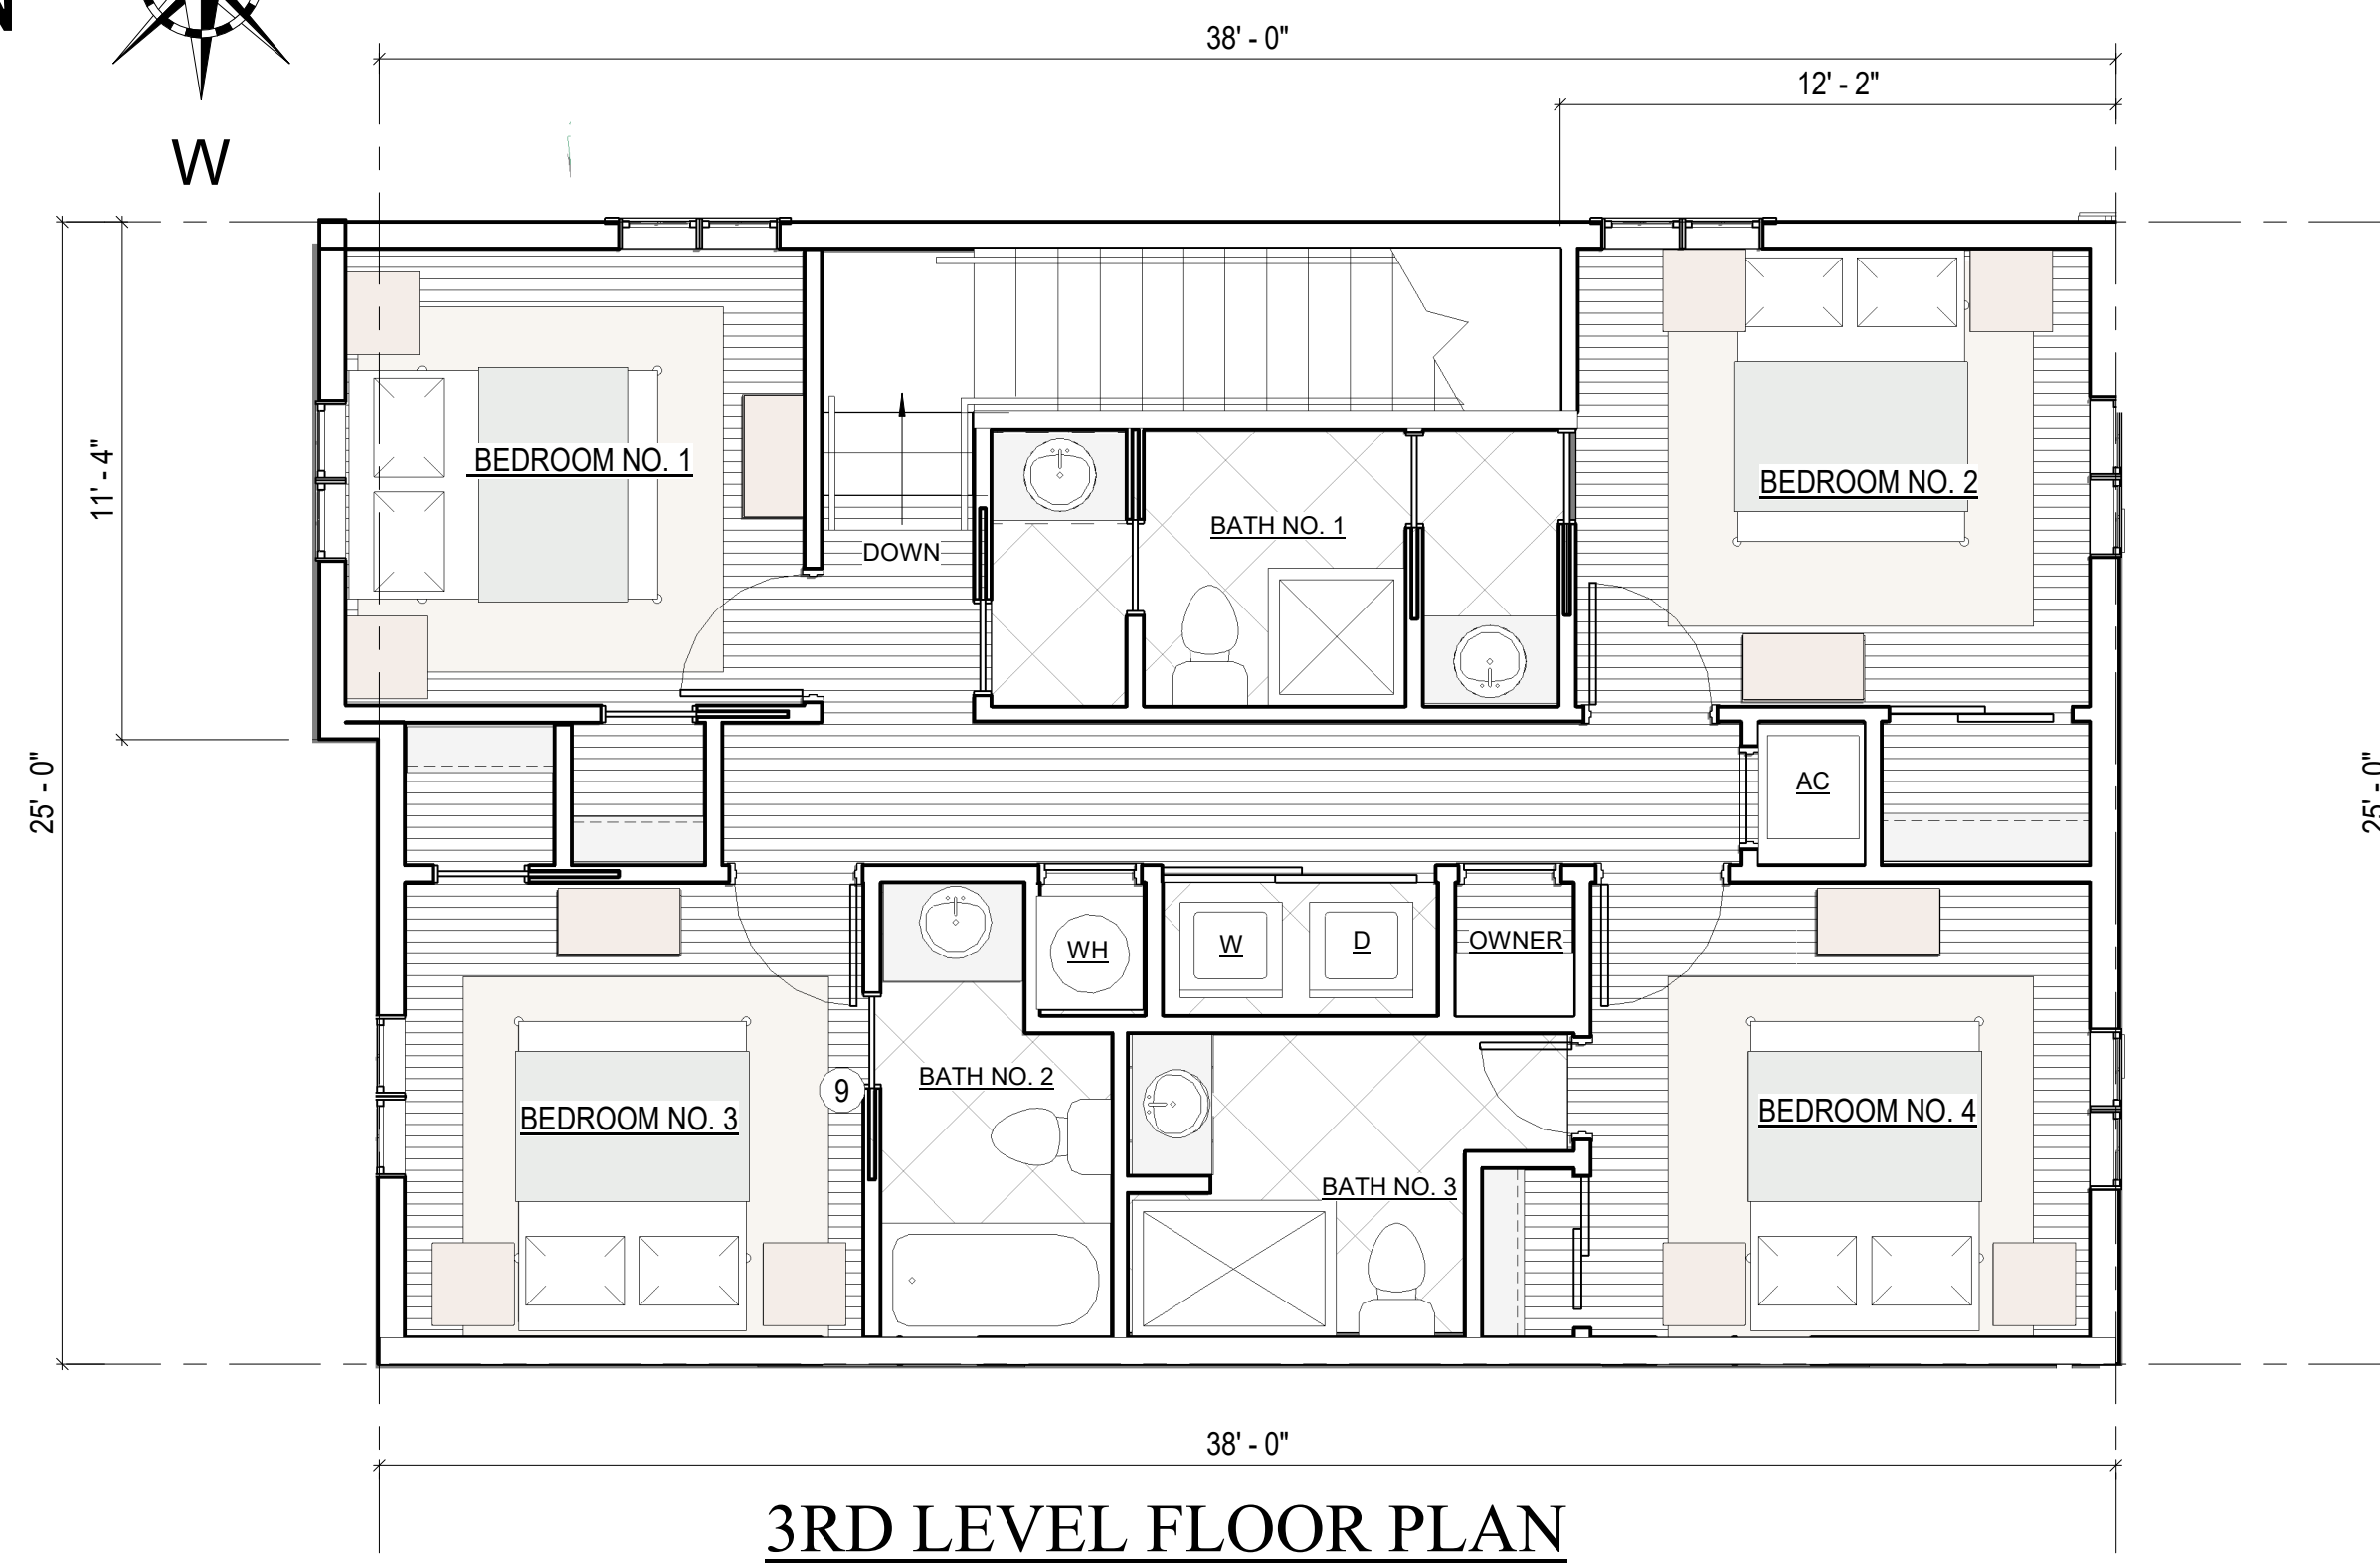 N
38' - 0"
12' - 2"
W
11' - 4"
BEDROOM NO. 1
BEDROOM NO. 2
BATH NO. 1
DOWN
25' - 0"
AC
25' - 0"
WH
W
D
OWNER
BATH NO. 2
9
BEDROOM NO. 3
BEDROOM NO. 4
BATH NO. 3
38' - 0"
3RD LEVEL FLOOR PLAN